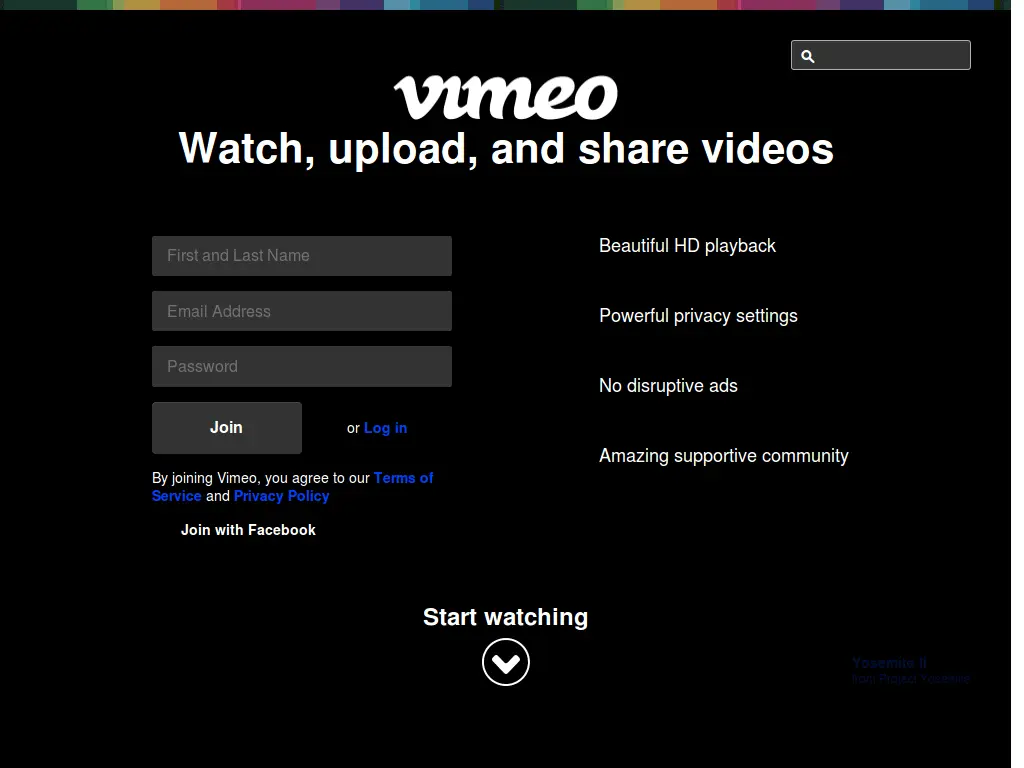 vimeo
Watch, upload, and share videos
First and Last Name
Email Address
Password
Join
or Log in
By joining Vimeo, you agree to our Terms of
Service and Privacy Policy
Join with Facebook
Beautiful HD playback
Powerful privacy settings
No disruptive ads
Amazing supportive community
Start watching
Yosemite II
from Project Yosemite